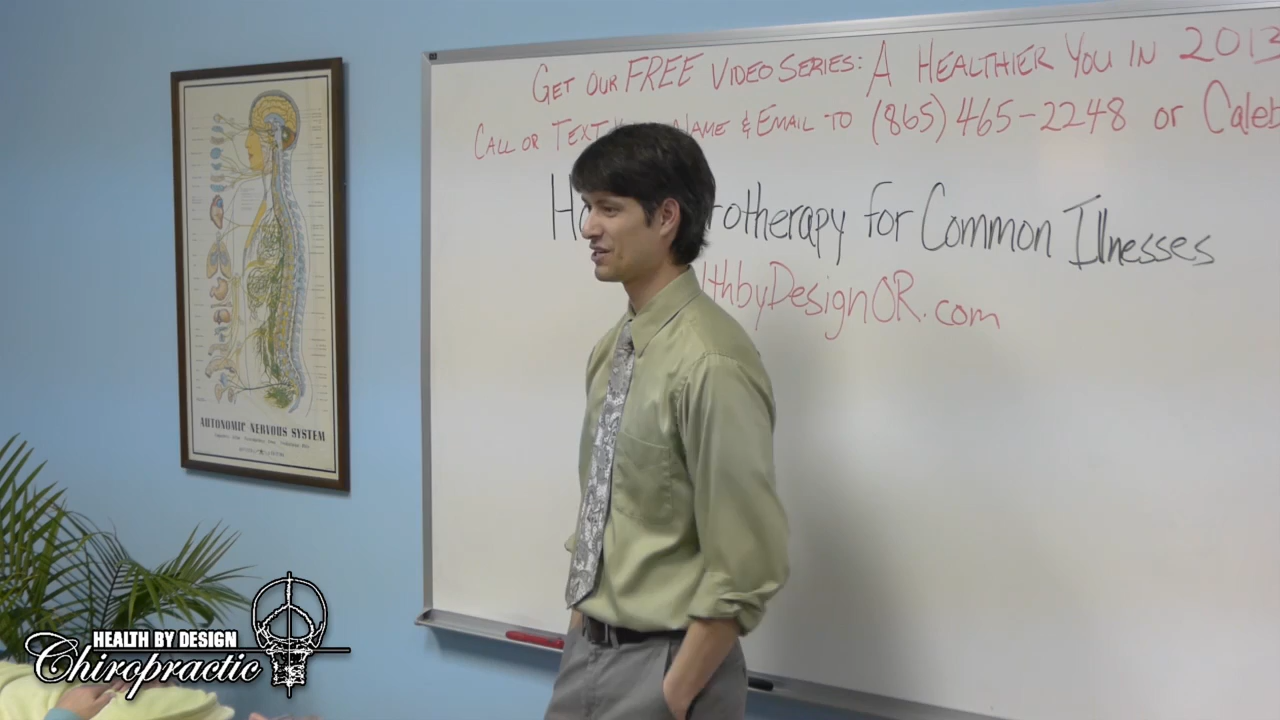 GET OUR FREE VIDEO SERIES: A HEALTHIER YOU IN 2013
CALL OR TEXT NAME & EMAIL TO (865) 465-2248 or Caleb
Ho rotherapy for Common Illnesses
lthbyDesignOR.com
AUTONOMIC NERVOUS SYSTEM
HEALTH BY DESIGN
Chiropractic